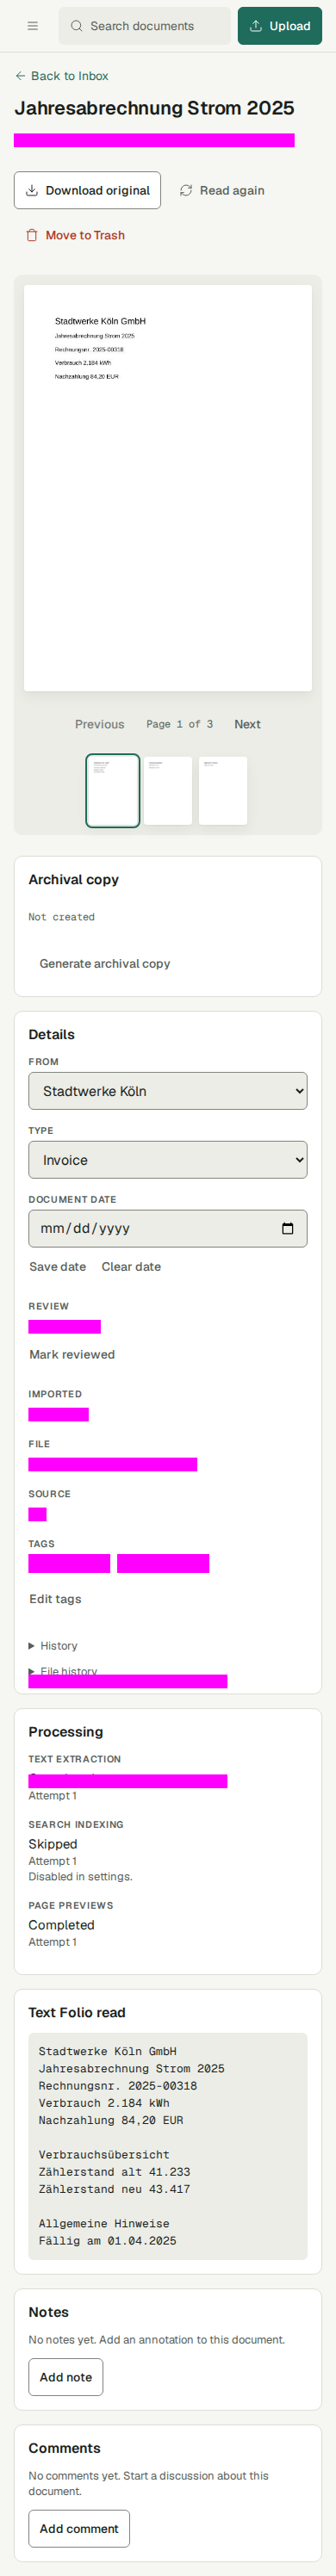 Search documents
Upload
Back to Inbox
Jahresabrechnung Strom 2025
Download original
Read again
Move to Trash
Stadtwerke Köln GmbH
Jahresabrechnung Strom 2025
Rechnungsnr. 2025-00318
Verbrauch 2.184 kWh
Nachzahlung 84,20 EUR
Previous
Page 1 of 3
Next
Archival copy
Not created
Generate archival copy
Details
FROM
Stadtwerke Köln
TYPE
Invoice
DOCUMENT DATE
mm/dd/yyyy
Save date
Clear date
REVIEW
Mark reviewed
IMPORTED
FILE
SOURCE
TAGS
Edit tags
History
File history
Processing
TEXT EXTRACTION
Attempt 1
SEARCH INDEXING
Skipped
Attempt 1
Disabled in settings.
PAGE PREVIEWS
Completed
Attempt 1
Text Folio read
Stadtwerke Köln GmbH
Jahresabrechnung Strom 2025
Rechnungsnr. 2025-00318
Verbrauch 2.184 kWh
Nachzahlung 84,20 EUR
Verbrauchsübersicht
Zählerstand alt 41.233
Zählerstand neu 43.417
Allgemeine Hinweise
Fällig am 01.04.2025
Notes
No notes yet. Add an annotation to this document.
Add note
Comments
No comments yet. Start a discussion about this
document.
Add comment